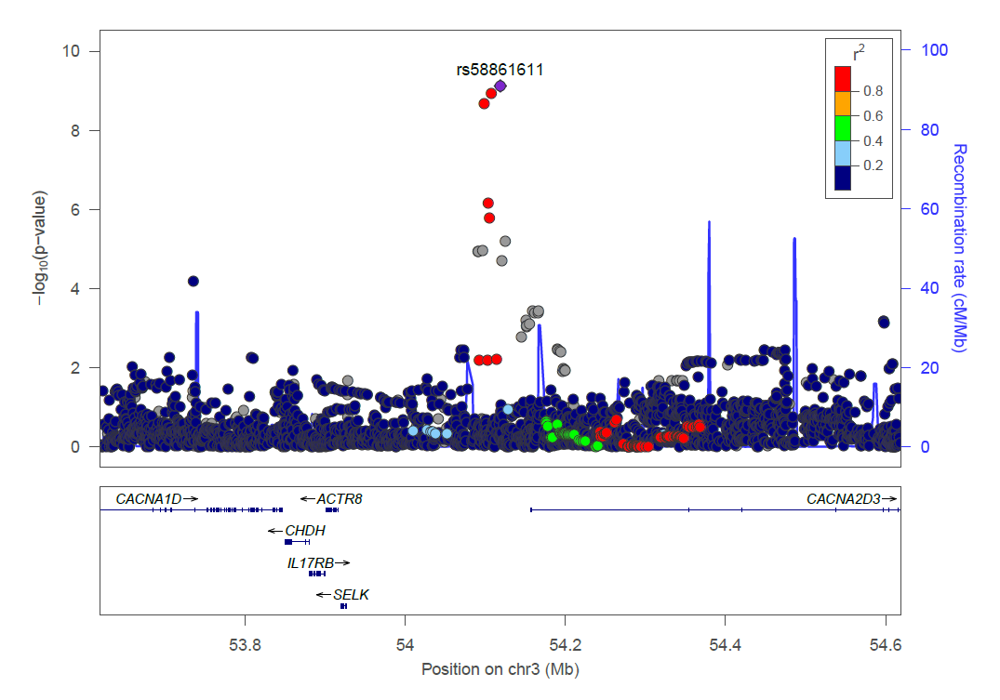 rs58861611
r²
0.8
0.6
0.4
0.2
10
8
6
4
2
0
−log₁₀(p−value)
100
80
60
40
20
0
Recombination rate (cM/Mb)
CACNA1D→
←ACTR8
CACNA2D3→
←CHDH
IL17RB→
←SELK
53.8
54
54.2
54.4
54.6
Position on chr3 (Mb)